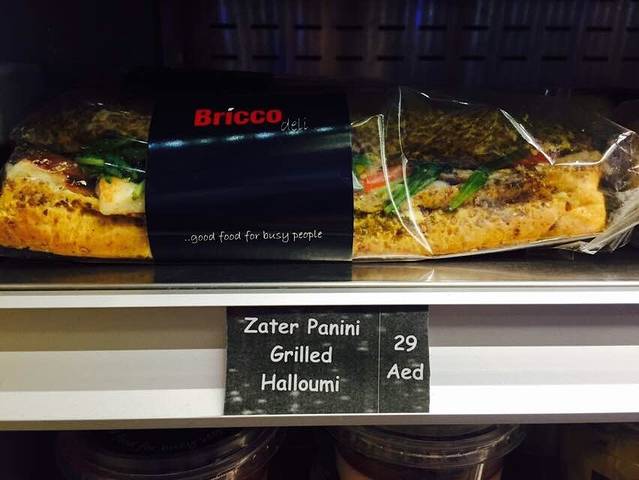 Bricco
deli
..good food for busy people
Zater Panini
Grilled
Halloumi
29
Aed